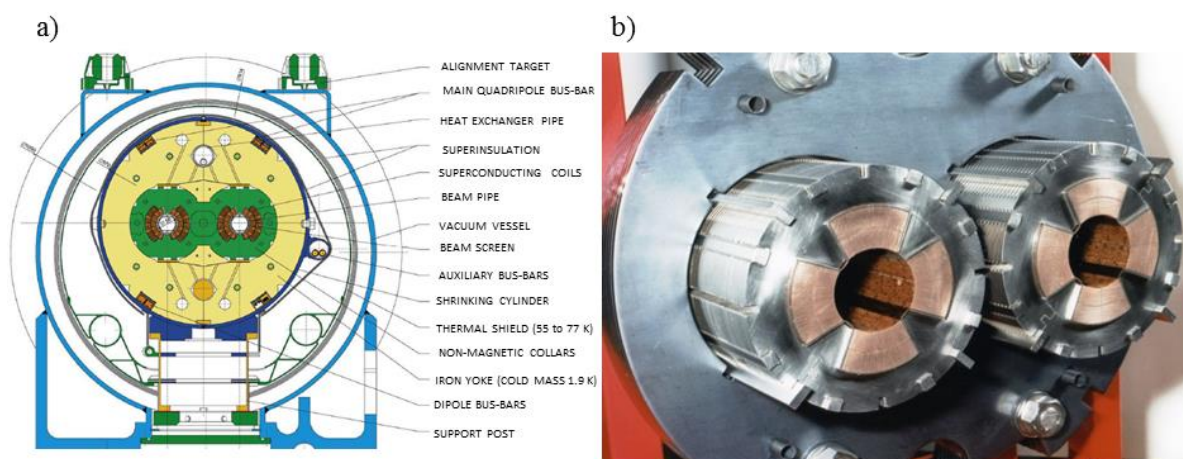 a)
b)
ALIGNMENT TARGET
MAIN QUADRIPOLE BUS-BAR
HEAT EXCHANGER PIPE
SUPERINSULATION
SUPERCONDUCTING COILS
BEAM PIPE
VACUUM VESSEL
BEAM SCREEN
AUXILIARY BUS-BARS
SHRINKING CYLINDER
THERMAL SHIELD (55 to 77 K)
NON-MAGNETIC COLLARS
IRON YOKE (COLD MASS 1.9 K)
DIPOLE BUS-BARS
SUPPORT POST